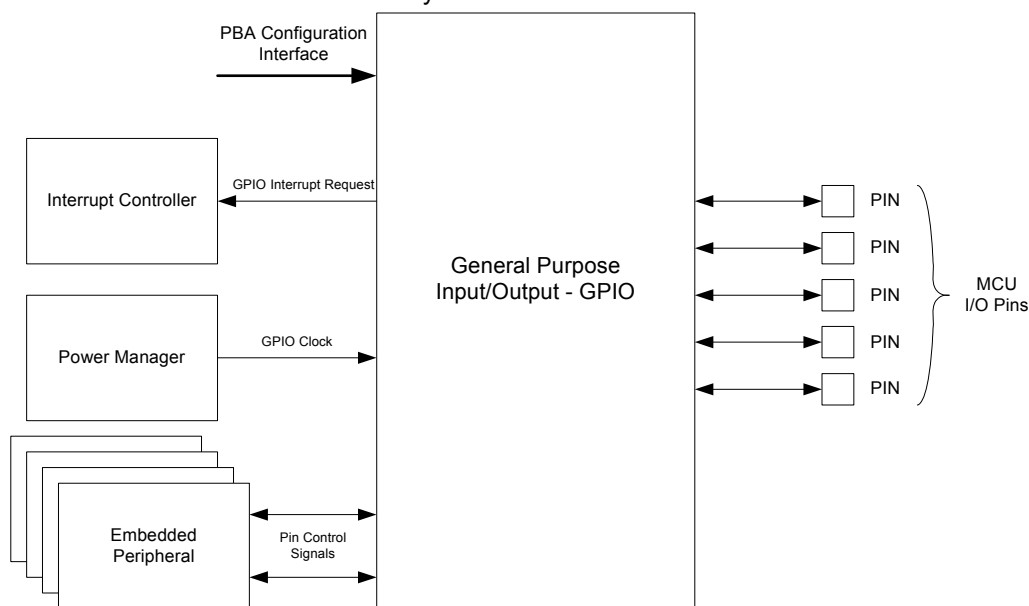 PBA Configuration
Interface
Interrupt Controller
GPIO Interrupt Request
Power Manager
GPIO Clock
Embedded
Peripheral
Pin Control
Signals
General Purpose
Input/Output - GPIO
PIN
PIN
PIN
PIN
PIN
MCU
I/O Pins